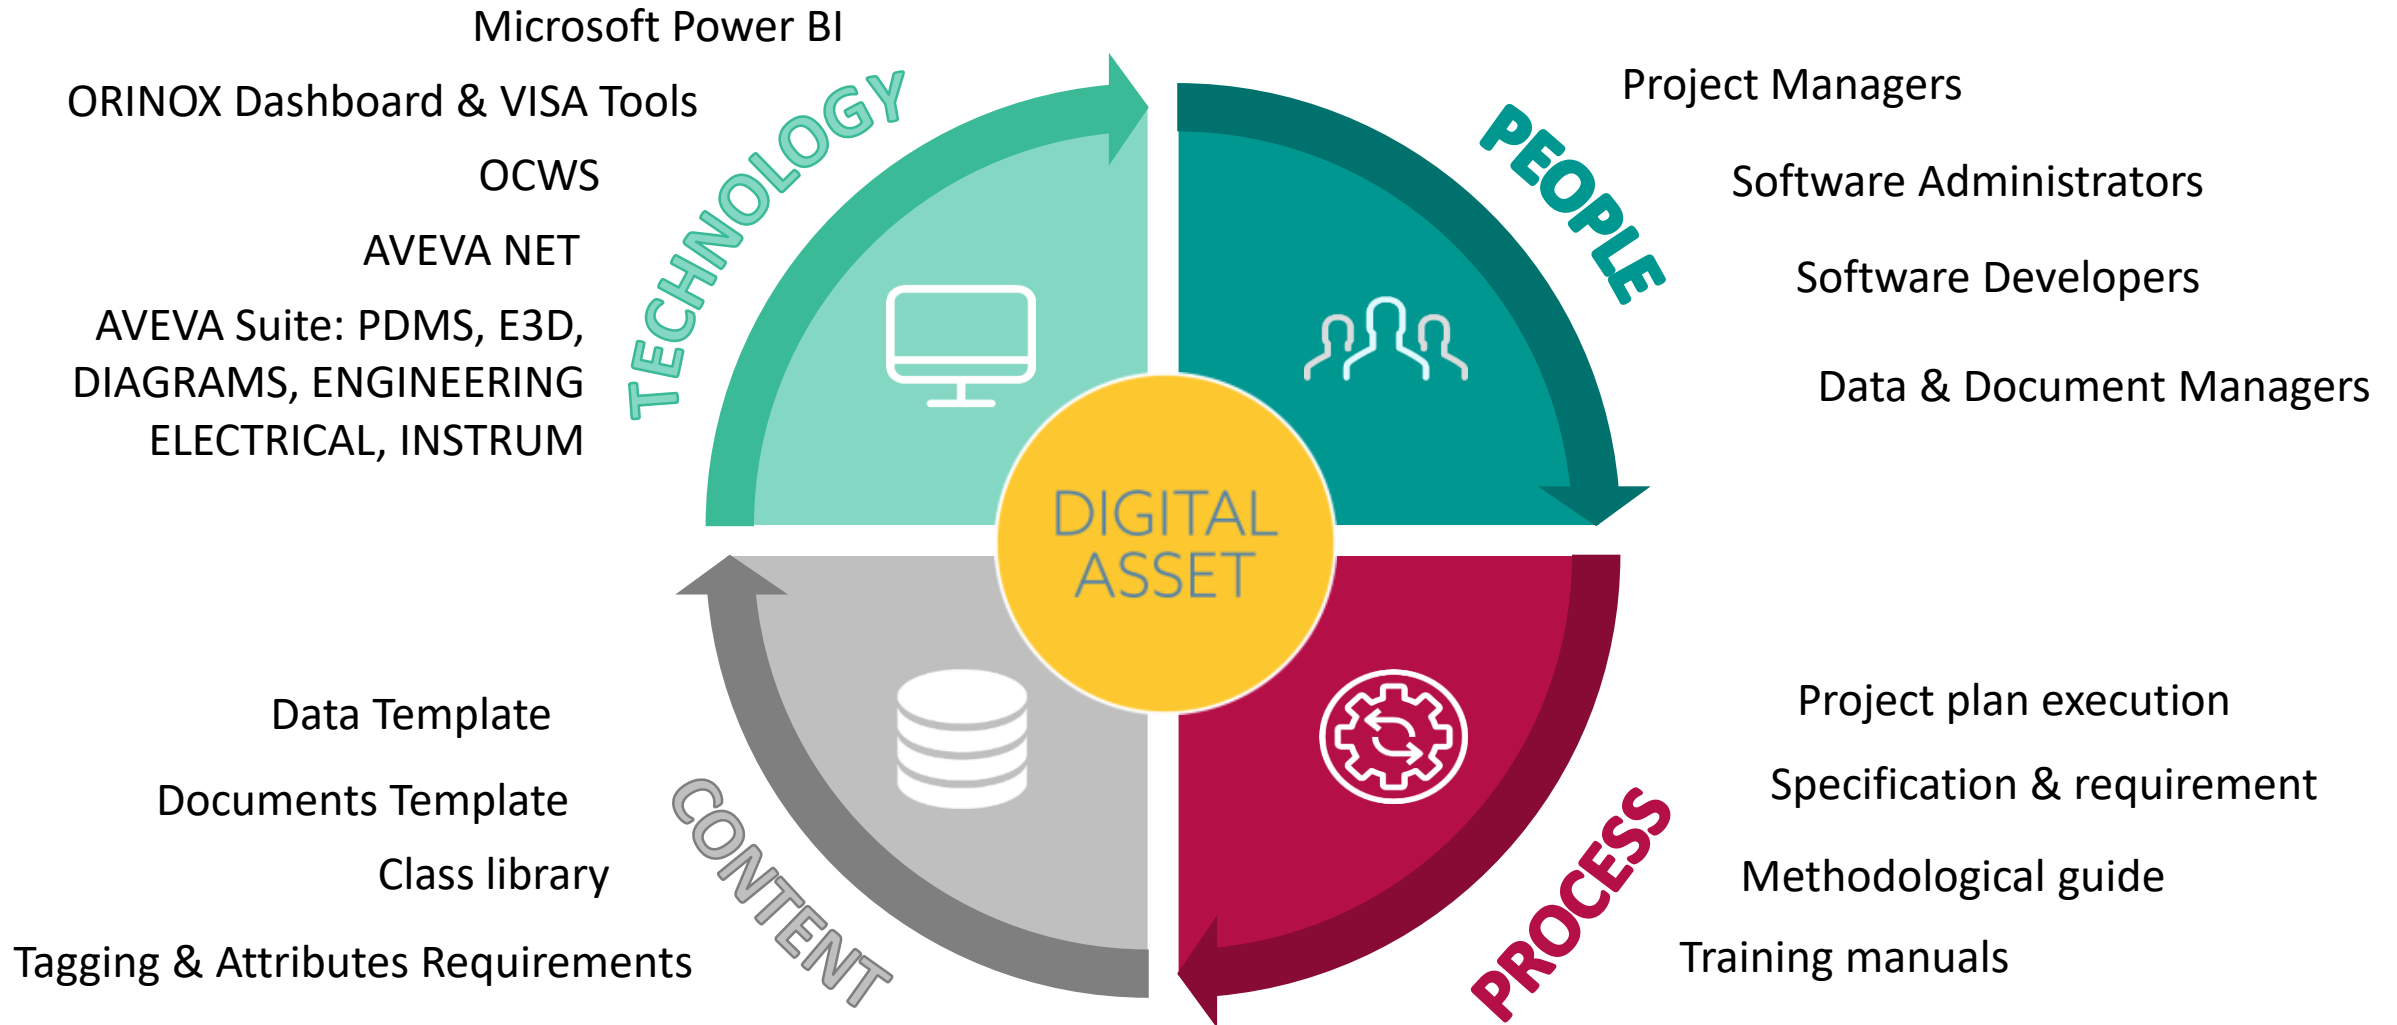 Microsoft Power BI
ORINOX Dashboard & VISA Tools
OCWS
AVEVA NET
AVEVA Suite: PDMS, E3D,
DIAGRAMS, ENGINEERING
ELECTRICAL, INSTRUM
TECHNOLOGY
PEOPLE
Project Managers
Software Administrators
Software Developers
Data & Document Managers
DIGITAL
ASSET
Data Template
Documents Template
Class library
Tagging & Attributes Requirements
CONTENT
PROCESS
Project plan execution
Specification & requirement
Methodological guide
Training manuals